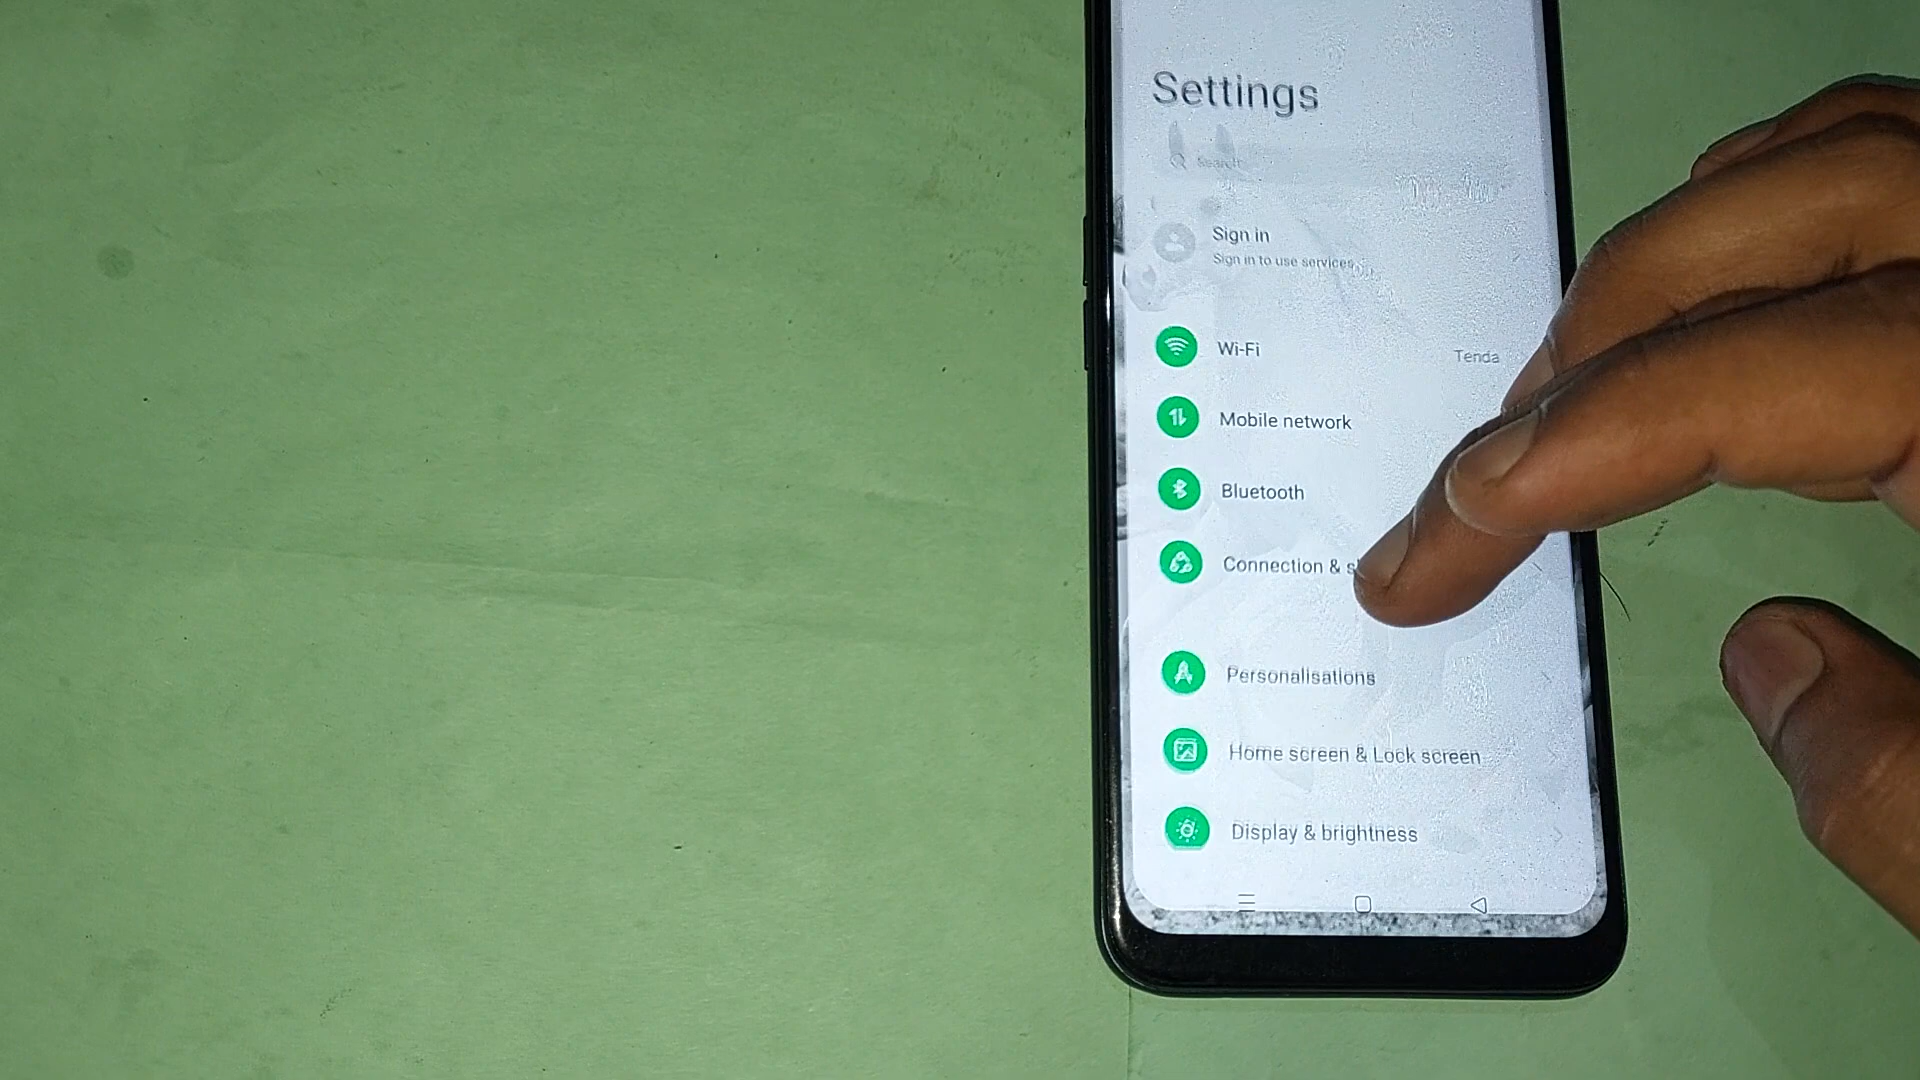 Settings
Search
Sign in
Sign in to use services
Wi-Fi
Tenda
Mobile network
Bluetooth
Connection & s
Personalisations
Home screen & Lock screen
Display & brightness